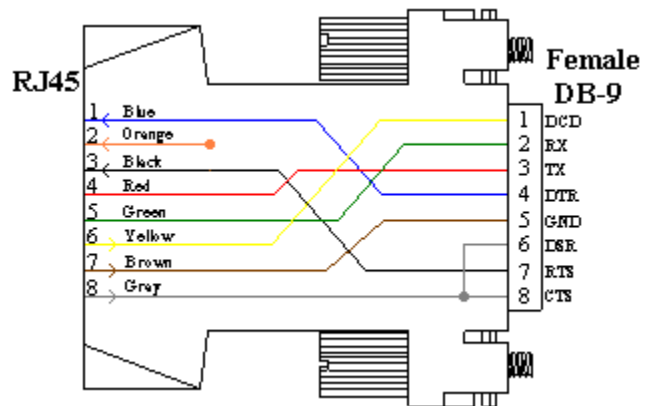 Female
RJ45
DB-9
1 Blue
2 Orange
3 Black
4 Red
5 Green
6 Yellow
7 Brown
8 Gray
1 DCD
2 RX
3 TX
4 DTR
5 GND
6 DSR
7 RTS
8 CTS